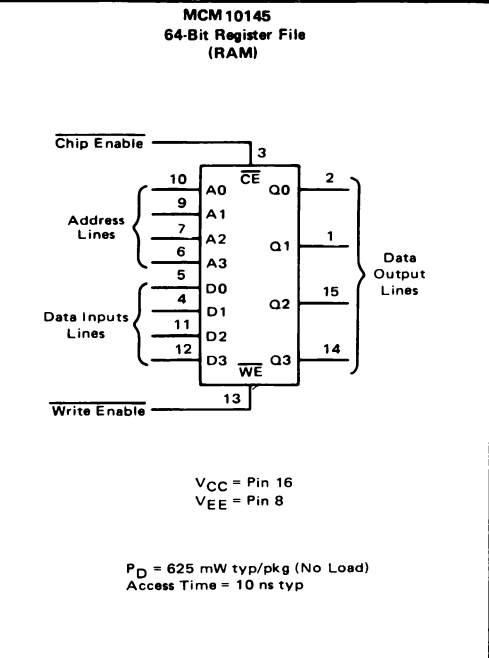 MCM10145
64-Bit Register File
(RAM)
Chip Enable
3
CE
10 A0 Q0 2
9 A1
Address Lines
7 A2 Q1 1
6 A3
Data Output Lines
5 D0
4 D1 Q2 15
Data Inputs Lines
11 D2
12 D3 Q3 14
WE
13
Write Enable
VCC = Pin 16
VEE = Pin 8
PD = 625 mW typ/pkg (No Load)
Access Time = 10 ns typ